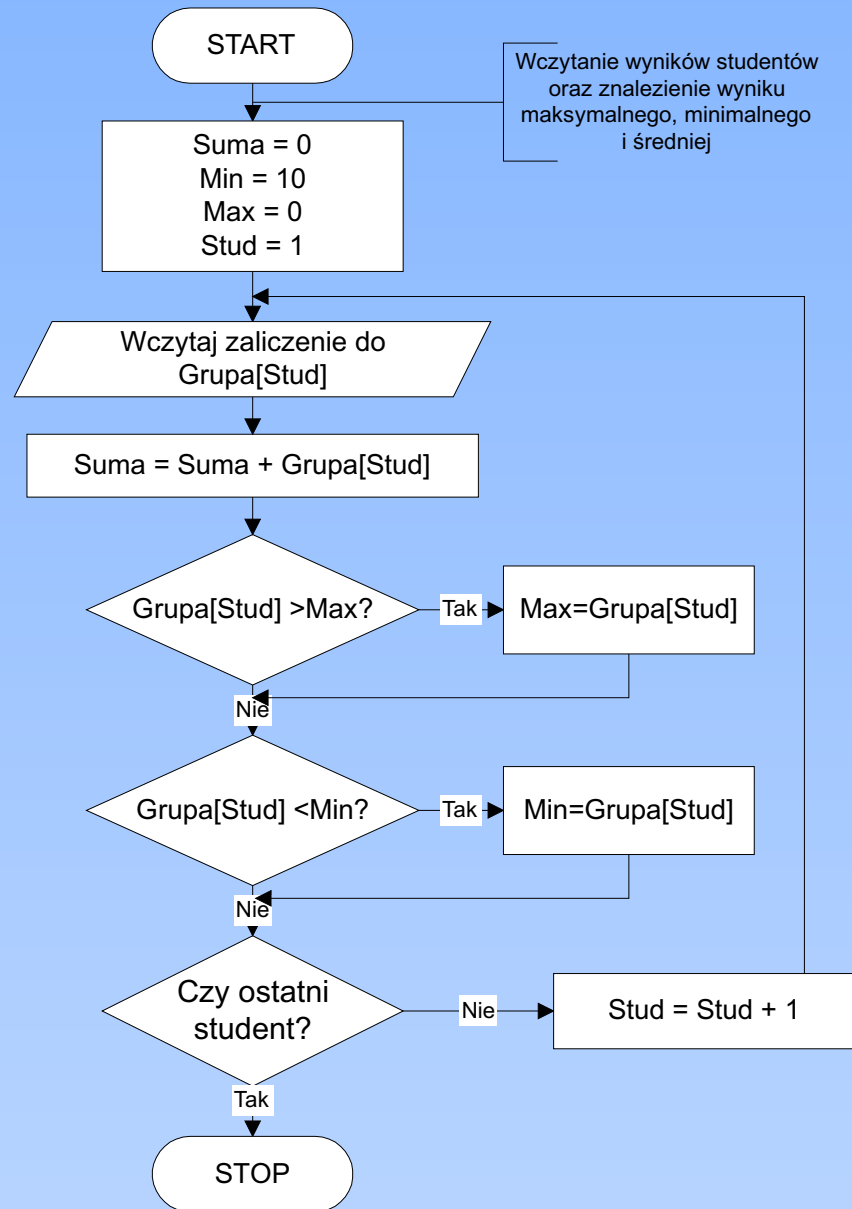 START
Wczytanie wyników studentów
oraz znalezienie wyniku
maksymalnego, minimalnego
i średniej
Suma = 0
Min = 10
Max = 0
Stud = 1
Wczytaj zaliczenie do
Grupa[Stud]
Suma = Suma + Grupa[Stud]
Grupa[Stud] >Max?
Tak
Max=Grupa[Stud]
Nie
Grupa[Stud] <Min?
Tak
Min=Grupa[Stud]
Nie
Czy ostatni
student?
Nie
Stud = Stud + 1
Tak
STOP